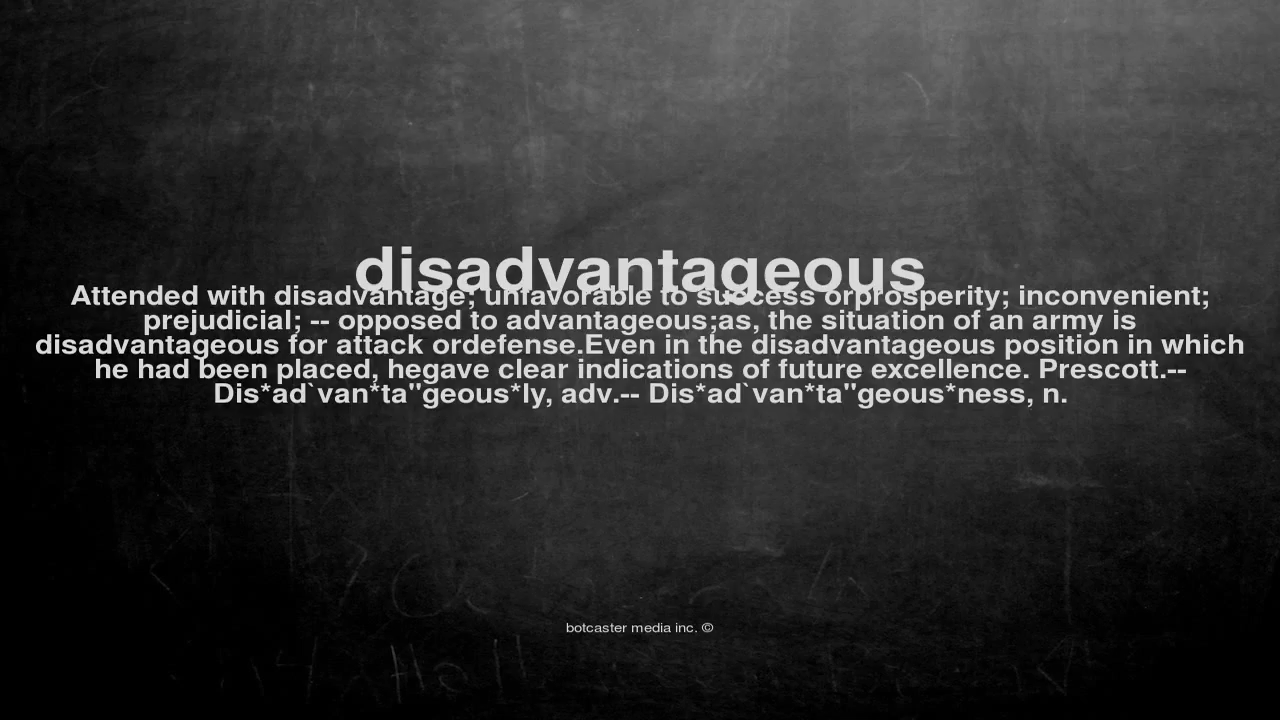 disadvantageous
Attended with disadvantage; unfavorable to success orprosperity; inconvenient;
prejudicial; -- opposed to advantageous;as, the situation of an army is
disadvantageous for attack ordefense.Even in the disadvantageous position in which
he had been placed, hegave clear indications of future excellence. Prescott.--
Dis*ad`van*ta"geous*ly, adv.-- Dis*ad`van*ta"geous*ness, n.
botcaster media inc. ©